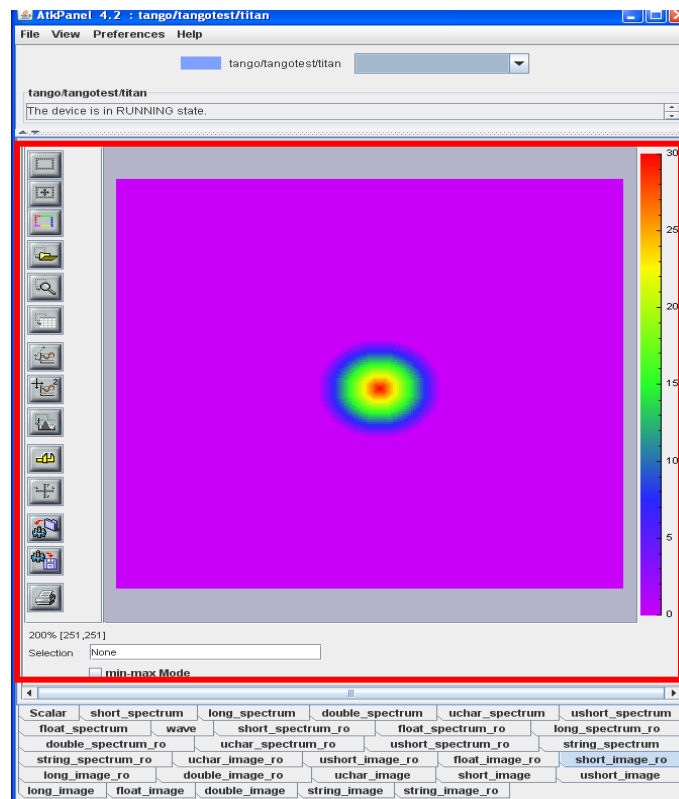 AtkPanel 4.2 : tango/tangotest/titan
File View Preferences Help
tango/tangotest/titan
tango/tangotest/titan
The device is in RUNNING state.
30
25
20
15
10
5
0
200% [251,251]
Selection None
min-max Mode
Scalar short_spectrum long_spectrum double_spectrum uchar_spectrum ushort_spectrum
float_spectrum wave short_spectrum_ro float_spectrum_ro long_spectrum_ro
double_spectrum_ro uchar_spectrum_ro ushort_spectrum_ro string_spectrum
string_spectrum_ro uchar_image_ro ushort_image_ro float_image_ro short_image_ro
long_image_ro double_image_ro uchar_image short_image ushort_image
long_image float_image double_image string_image string_image_ro